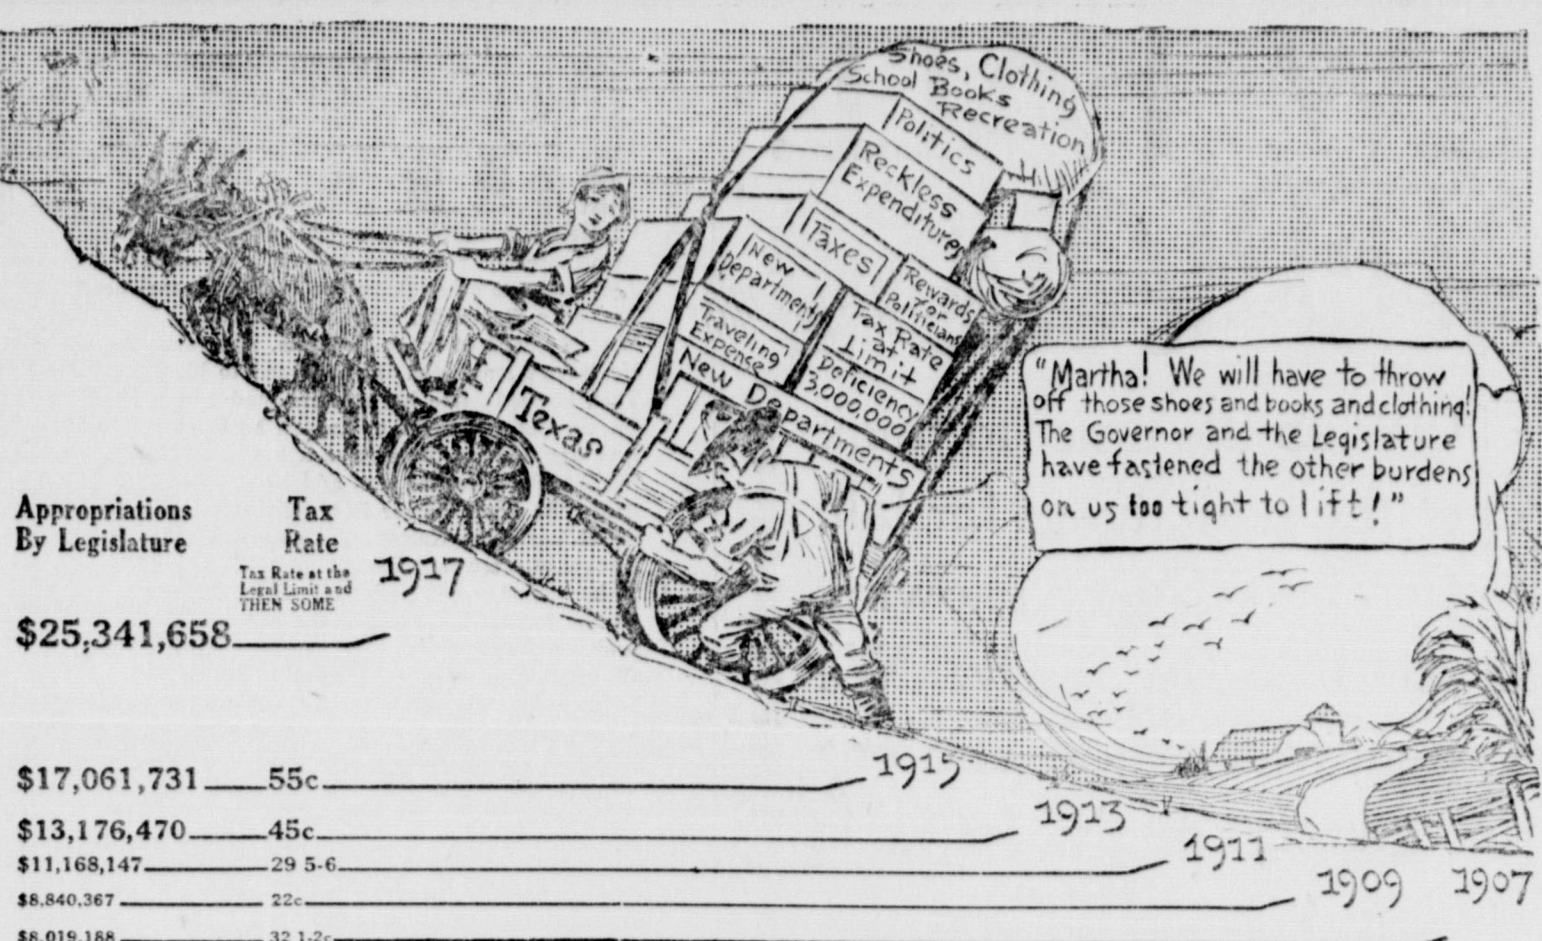 Shoes, Clothing
School Books
Recreation
Politics
Reckless
Expenditures
Taxes
Rewards
for
Politicians
New
Department
Tax Rate
at
Limit
Traveling
Expence
Deficiency
3,000,000
New Departments
Texas
"Martha! We will have to throw
off those shoes and books and clothing!
The Governor and the Legislature
have fastened the other burdens
on us too tight to lift!"
Appropriations
By Legislature
Tax
Rate
Tax Rate at the
Legal Limit and
THEN SOME
1917
$25,341,658
$17,061,731 55c 1915
$13,176,470 45c 1913
$11,168,147 29 5-6 1911
$8,840,367 22c 1909
$8,019,188 32 1-2c 1907